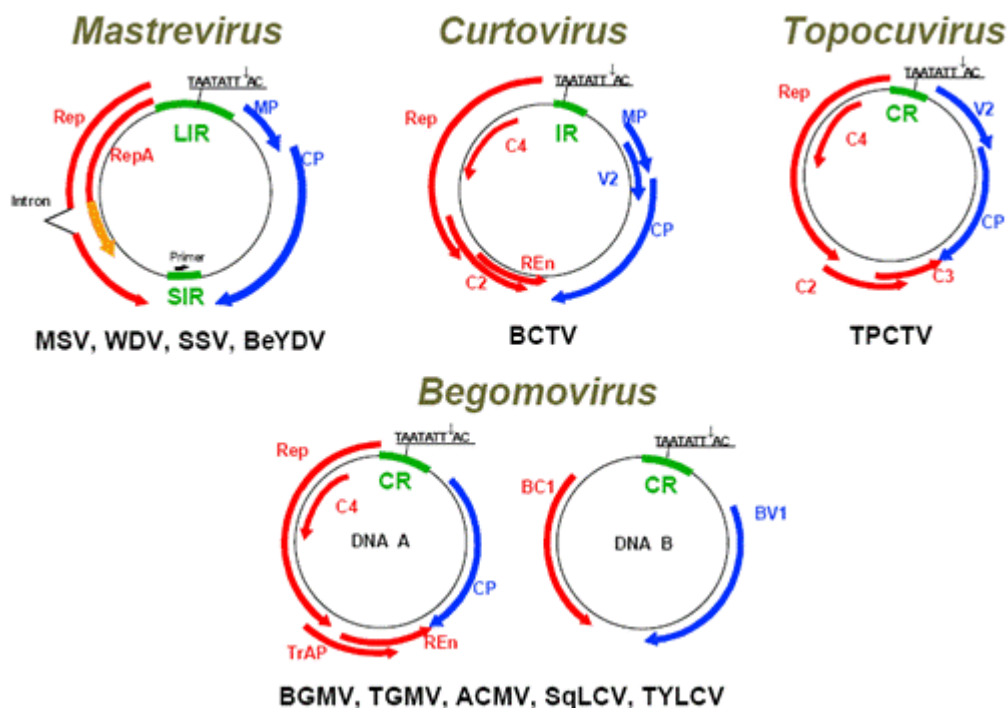 Mastrevirus
TAATATT↓AC
Rep
RepA
LIR
MP
CP
Intron
Primer
SIR
MSV, WDV, SSV, BeYDV
Curtovirus
TAATATT↓AC
Rep
C4
IR
MP
V2
CP
REn
C2
BCTV
Topocuvirus
TAATATT↓AC
Rep
CR
V2
C4
CP
C2
C3
TPCTV
Begomovirus
TAATATT↓AC
Rep
CR
C4
DNA A
CP
TrAP
REn
TAATATT↓AC
BC1
CR
BV1
DNA B
BGMV, TGMV, ACMV, SqLCV, TYLCV